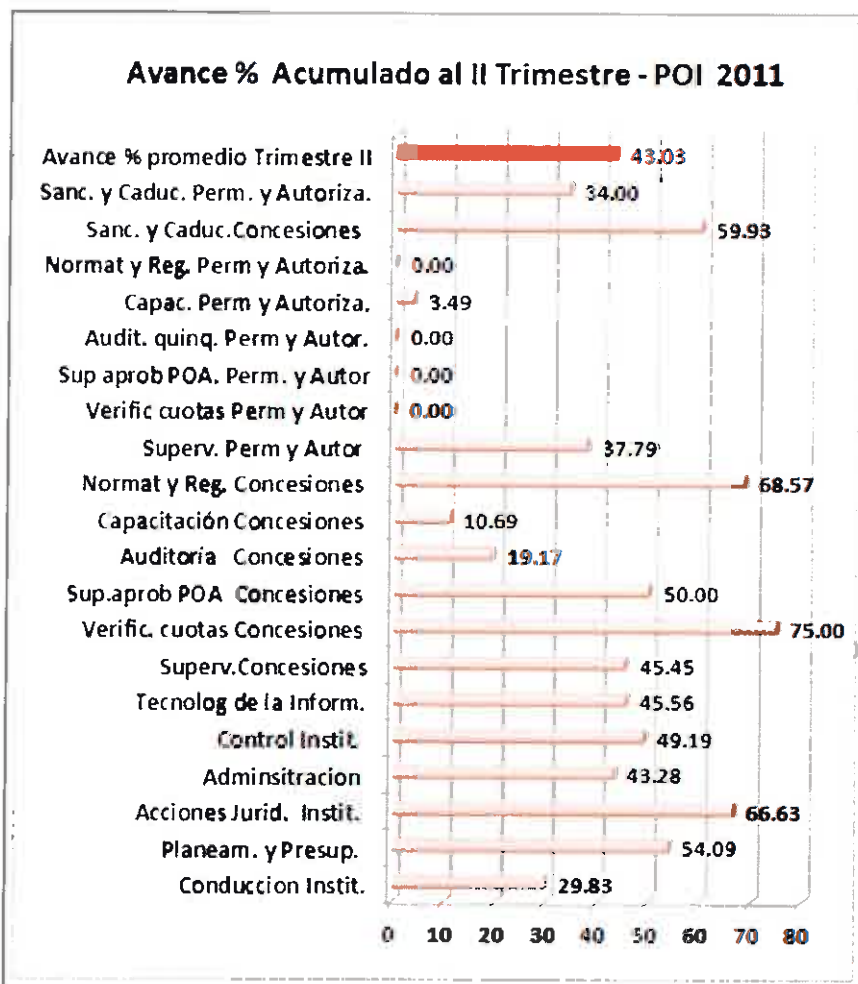 Avance % Acumulado al II Trimestre - POI 2011
Avance % promedio Trimestre II 43.03
Sanc. y Caduc. Perm. y Autoriza. 34.00
Sanc. y Caduc.Concesiones 59.93
Normat y Reg. Perm y Autoriza. 0.00
Capac. Perm y Autoriza. 3.49
Audit. quinq. Perm y Autor. 0.00
Sup aprob POA. Perm. y Autor 0.00
Verific cuotas Perm y Autor 0.00
Superv. Perm y Autor 37.79
Normat y Reg. Concesiones 68.57
Capacitación Concesiones 10.69
Auditoría Concesiones 19.17
Sup.aprob POA Concesiones 50.00
Verific. cuotas Concesiones 75.00
Superv.Concesiones 45.45
Tecnolog de la Inform. 45.56
Control Instit. 49.19
Adminsitracion 43.28
Acciones Jurid. Instit. 66.63
Planeam. y Presup. 54.09
Conduccion Instit. 29.83
0 10 20 30 40 50 60 70 80